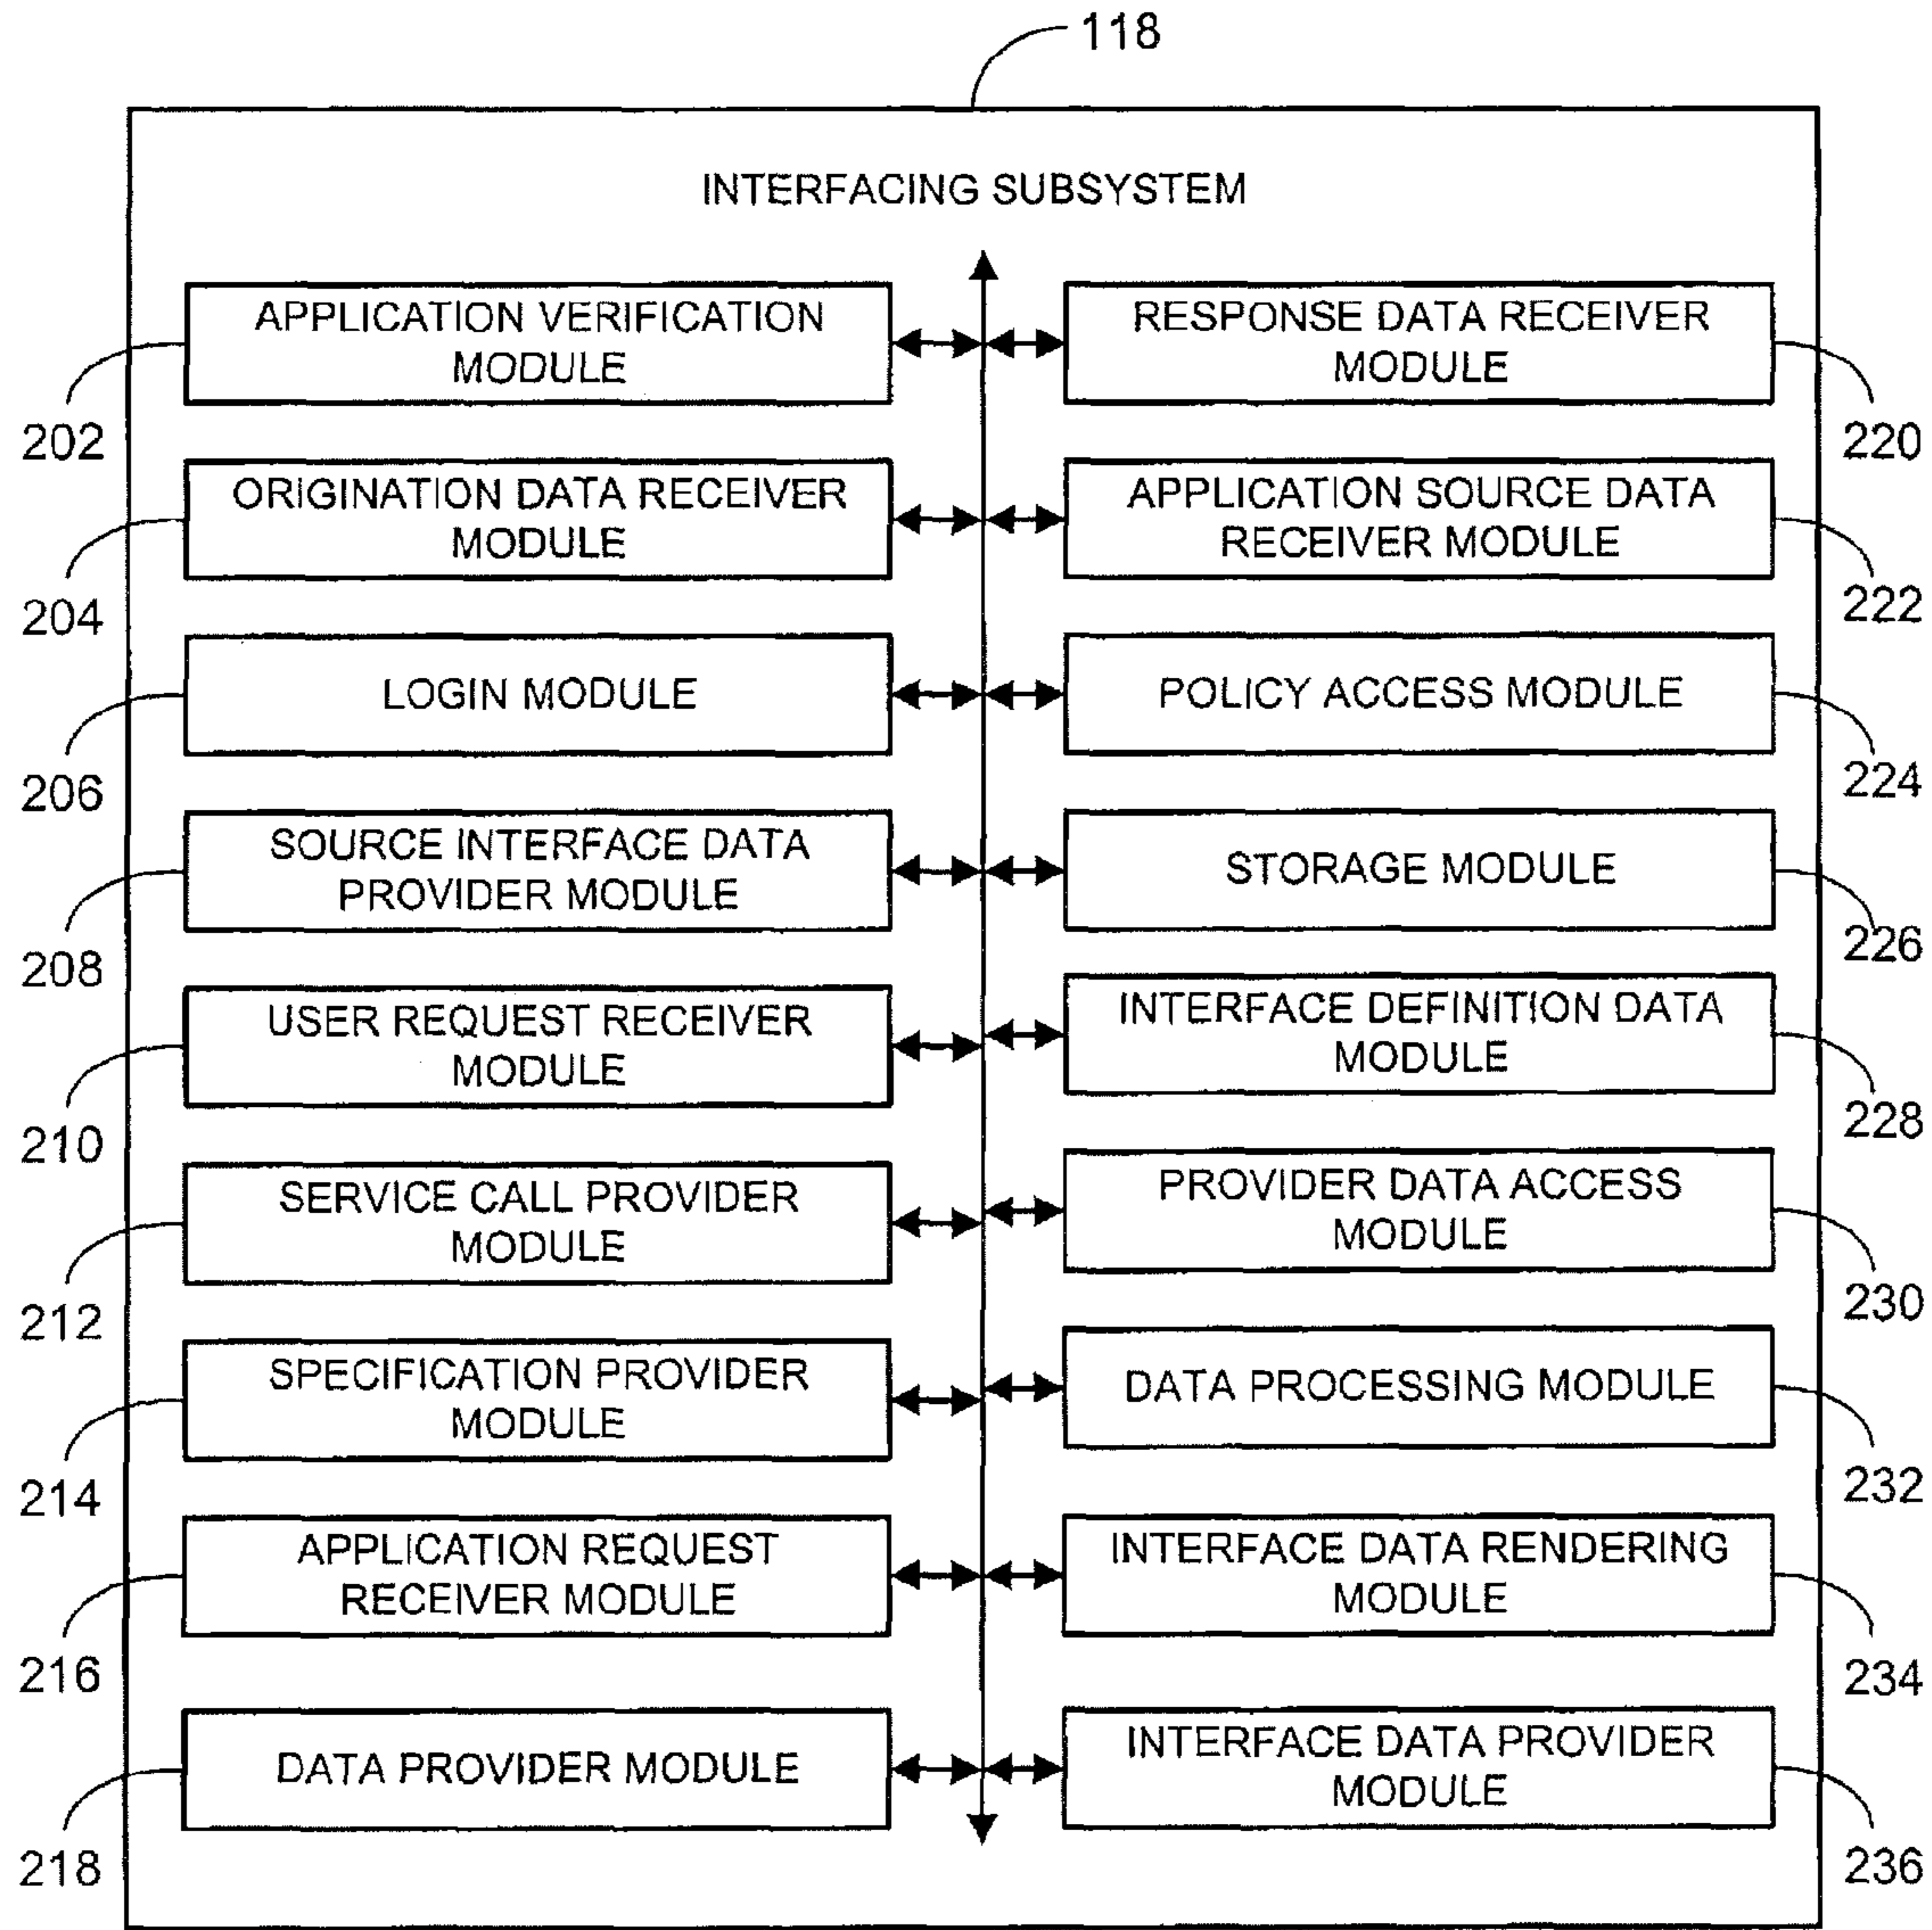 118
INTERFACING SUBSYSTEM
APPLICATION VERIFICATION
MODULE
202
ORIGINATION DATA RECEIVER
MODULE
204
LOGIN MODULE
206
SOURCE INTERFACE DATA
PROVIDER MODULE
208
USER REQUEST RECEIVER
MODULE
210
SERVICE CALL PROVIDER
MODULE
212
SPECIFICATION PROVIDER
MODULE
214
APPLICATION REQUEST
RECEIVER MODULE
216
DATA PROVIDER MODULE
218
RESPONSE DATA RECEIVER
MODULE
220
APPLICATION SOURCE DATA
RECEIVER MODULE
222
POLICY ACCESS MODULE
224
STORAGE MODULE
226
INTERFACE DEFINITION DATA
MODULE
228
PROVIDER DATA ACCESS
MODULE
230
DATA PROCESSING MODULE
232
INTERFACE DATA RENDERING
MODULE
234
INTERFACE DATA PROVIDER
MODULE
236